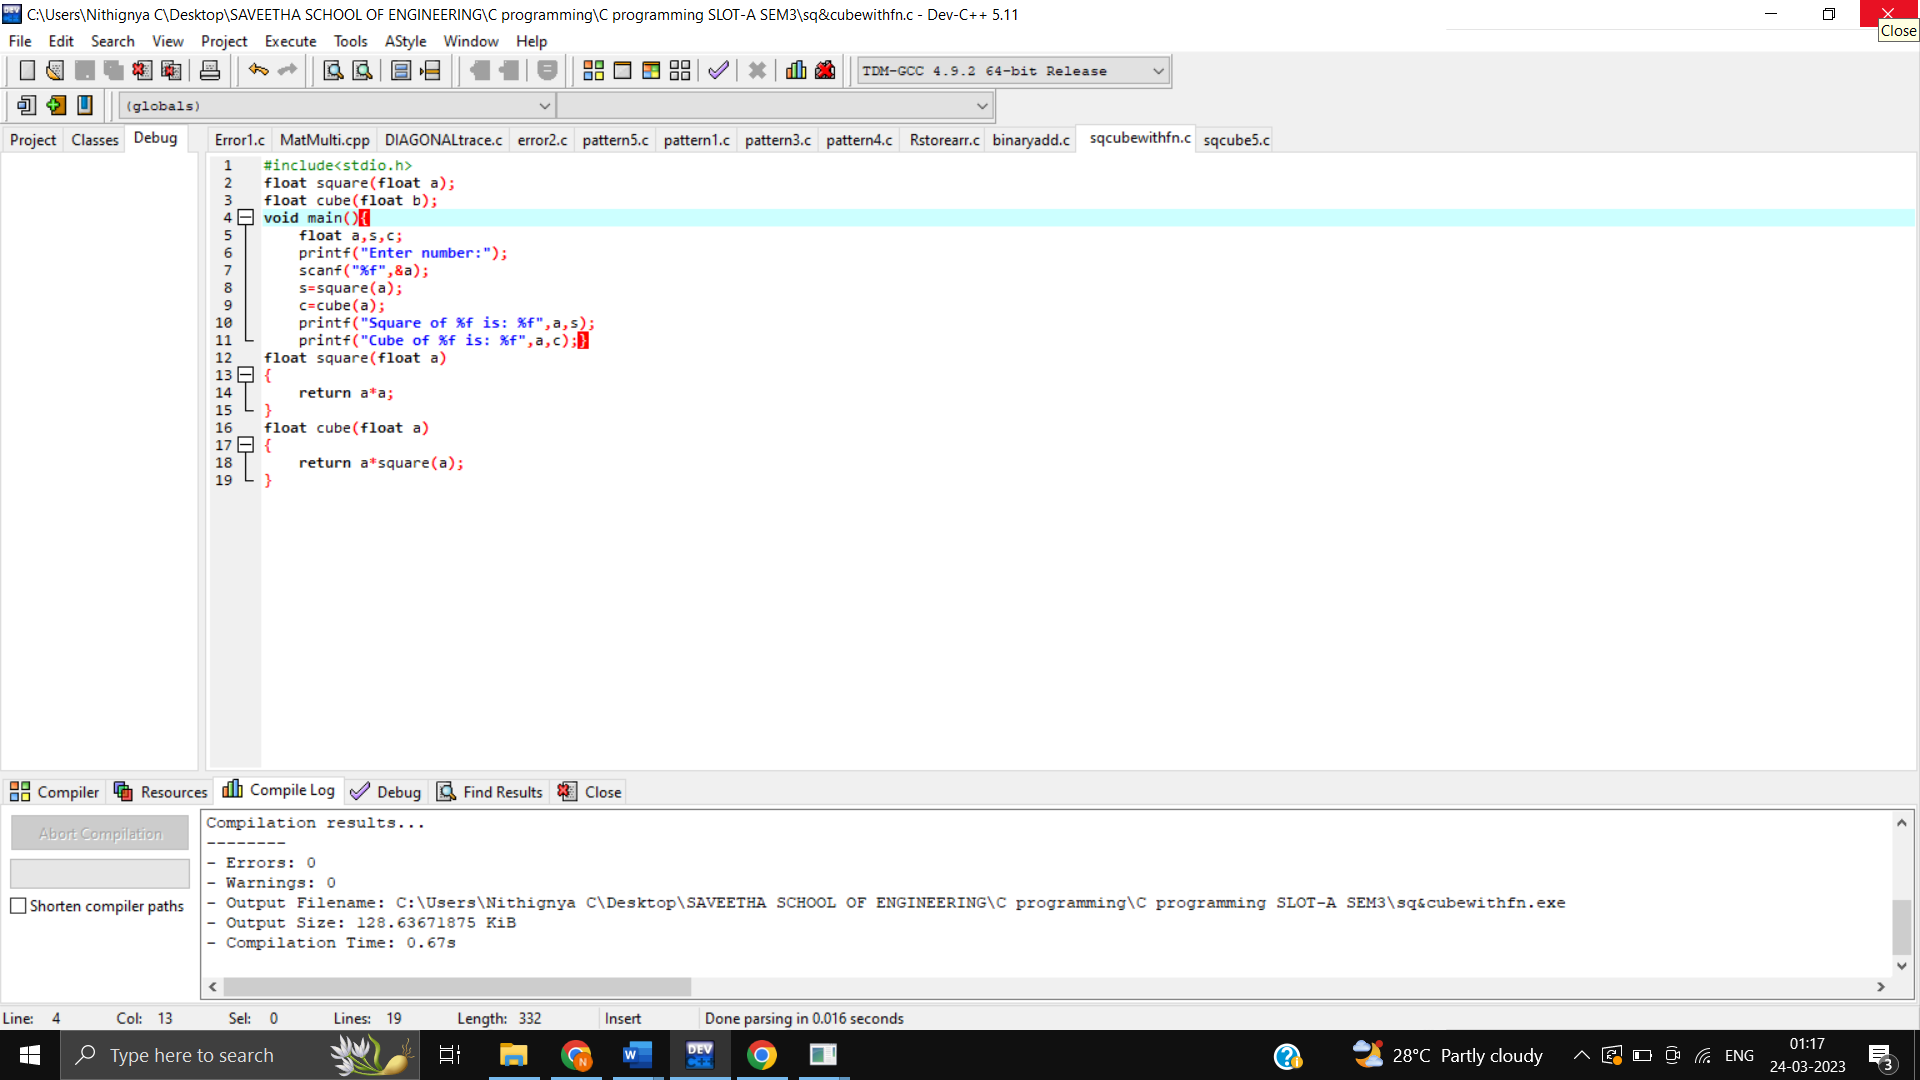 C:\Users\Nithignya C\Desktop\SAVEETHA SCHOOL OF ENGINEERING\C programming\C programming SLOT-A SEM3\sq&cubewithfn.c - Dev-C++ 5.11
Close
File Edit Search View Project Execute Tools AStyle Window Help
TDM-GCC 4.9.2 64-bit Release
(globals)
Project Classes Debug
Error1.c MatMulti.cpp DIAGONALtrace.c error2.c pattern5.c pattern1.c pattern3.c pattern4.c Rstorearr.c binaryadd.c sqcubewithfn.c sqcube5.c
1 #include<stdio.h>
2 float square(float a);
3 float cube(float b);
4 void main(){
5 float a,s,c;
6 printf("Enter number:");
7 scanf("%f",&a);
8 s=square(a);
9 c=cube(a);
10 printf("Square of %f is: %f",a,s);
11 printf("Cube of %f is: %f",a,c);}
12 float square(float a)
13 {
14 return a*a;
15 }
16 float cube(float a)
17 {
18 return a*square(a);
19 }
Compiler Resources Compile Log Debug Find Results Close
Abort Compilation
Shorten compiler paths
Compilation results...
--------
- Errors: 0
- Warnings: 0
- Output Filename: C:\Users\Nithignya C\Desktop\SAVEETHA SCHOOL OF ENGINEERING\C programming\C programming SLOT-A SEM3\sq&cubewithfn.exe
- Output Size: 128.63671875 KiB
- Compilation Time: 0.67s
Line: 4 Col: 13 Sel: 0 Lines: 19 Length: 332 Insert Done parsing in 0.016 seconds
Type here to search
28°C Partly cloudy
ENG
01:17
24-03-2023
3